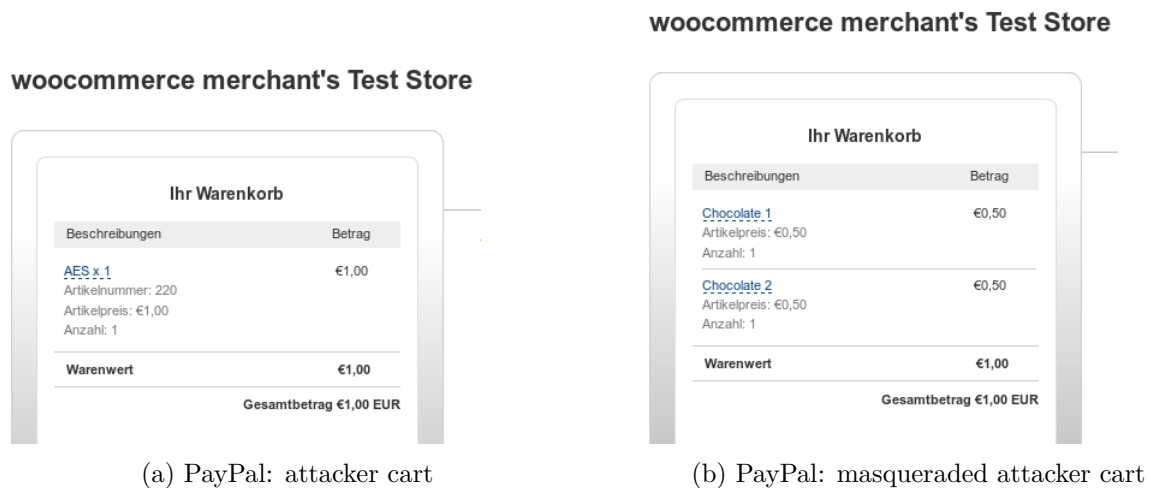 woocommerce merchant's Test Store
Ihr Warenkorb
Beschreibungen Betrag
AES x 1 €1,00
Artikelnummer: 220
Artikelpreis: €1,00
Anzahl: 1
Warenwert €1,00
Gesamtbetrag €1,00 EUR
(a) PayPal: attacker cart
woocommerce merchant's Test Store
Ihr Warenkorb
Beschreibungen Betrag
Chocolate 1 €0,50
Artikelpreis: €0,50
Anzahl: 1
Chocolate 2 €0,50
Artikelpreis: €0,50
Anzahl: 1
Warenwert €1,00
Gesamtbetrag €1,00 EUR
(b) PayPal: masqueraded attacker cart